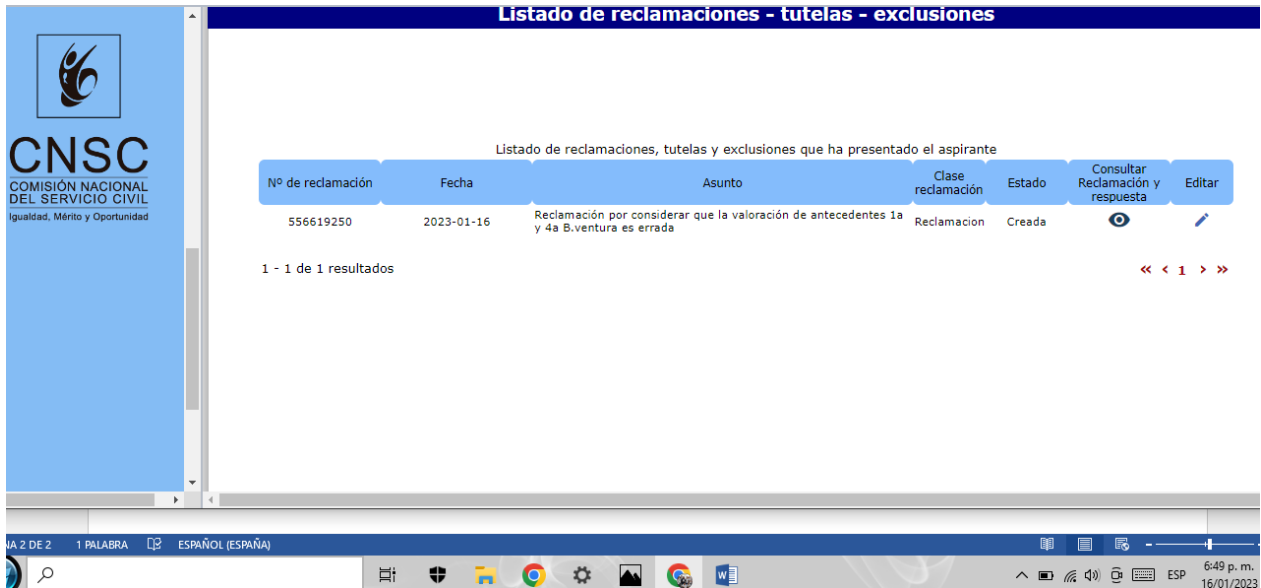 Listado de reclamaciones - tutelas - exclusiones
CNSC
COMISIÓN NACIONAL
DEL SERVICIO CIVIL
Igualdad, Mérito y Oportunidad
Listado de reclamaciones, tutelas y exclusiones que ha presentado el aspirante
Nº de reclamación
Fecha
Asunto
Clase
reclamación
Estado
Consultar
Reclamación y
respuesta
Editar
556619250
2023-01-16
Reclamación por considerar que la valoración de antecedentes 1a
y 4a B.ventura es errada
Reclamacion
Creada
1 - 1 de 1 resultados
« < 1 > »
A 2 DE 2
1 PALABRA
ESPAÑOL (ESPAÑA)
ESP
6:49 p. m.
16/01/2023